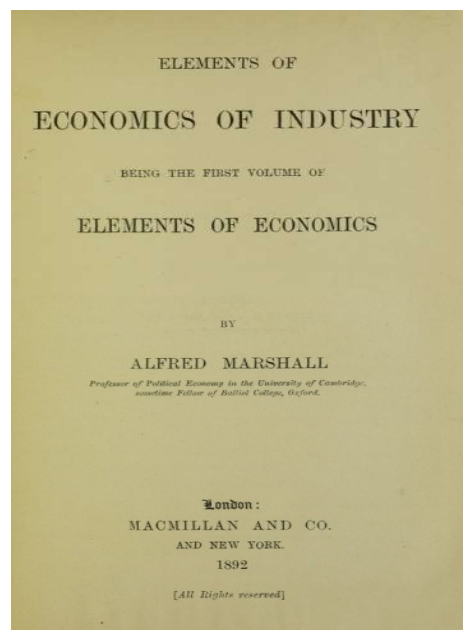 ELEMENTS OF
ECONOMICS OF INDUSTRY
BEING THE FIRST VOLUME OF
ELEMENTS OF ECONOMICS
BY
ALFRED MARSHALL
Professor of Political Economy in the University of Cambridge,
sometime Fellow of Balliol College, Oxford.
London:
MACMILLAN AND CO.
AND NEW YORK.
1892
[All Rights reserved]